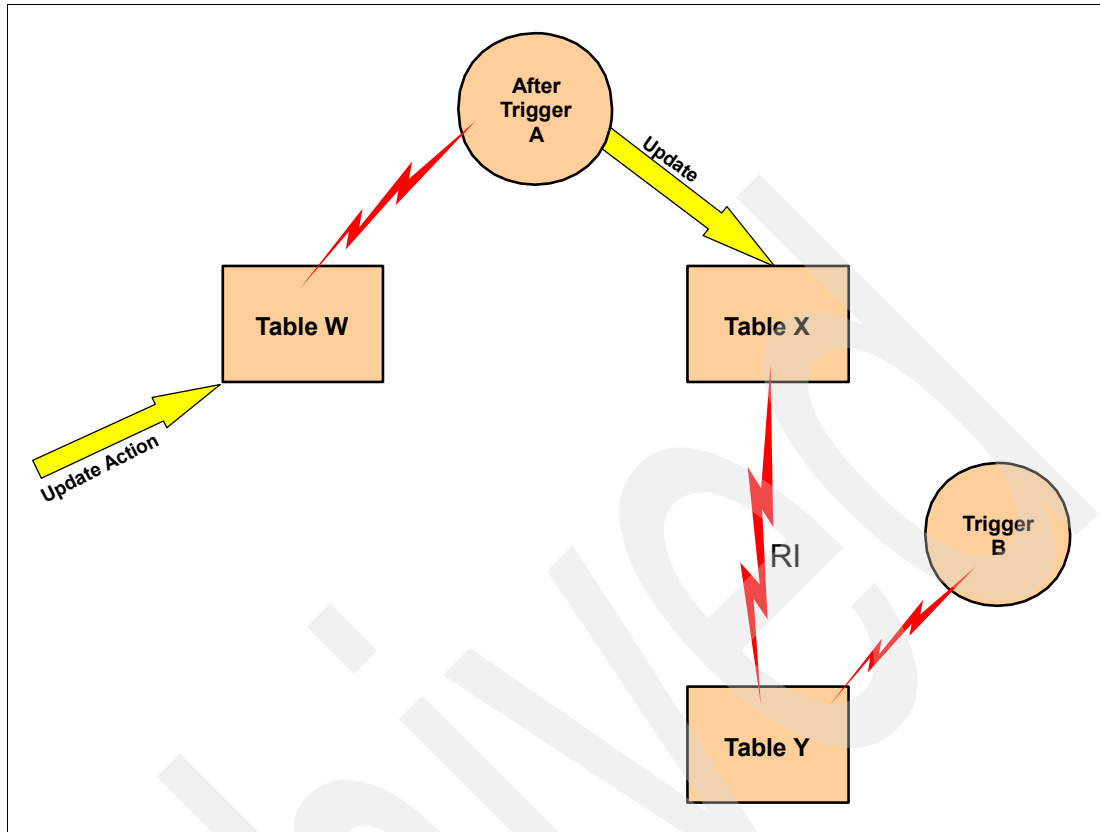 After
Trigger
A
Update
Table W
Table X
Update Action
RI
Trigger
B
Table Y